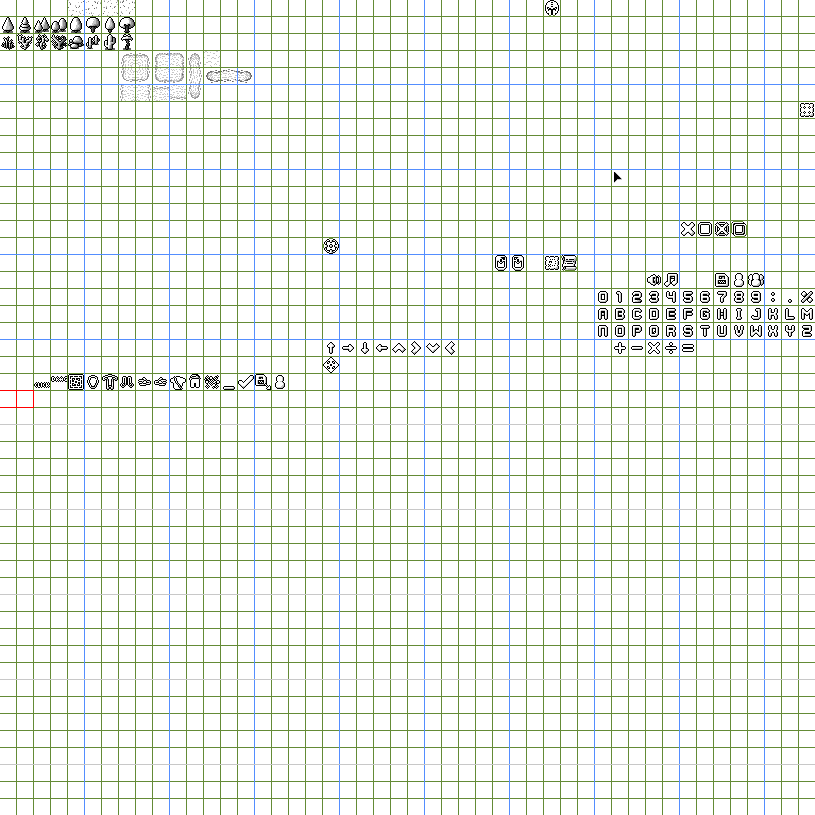 0 1 2 3 4 5 6 7 8 9 : . %
A B C D E F G H I J K L M
N O P Q R S T U V W X Y Z
+ − × ÷ =